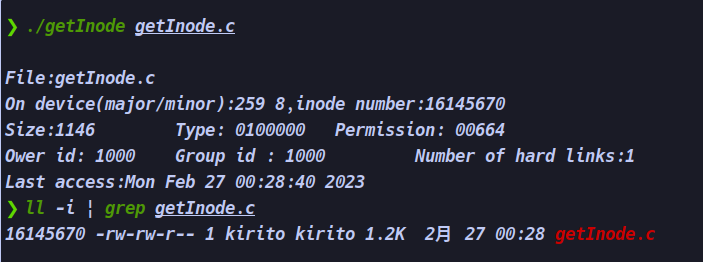 ❯ ./getInode getInode.c
File:getInode.c
On device(major/minor):259 8,inode number:16145670
Size:1146 Type: 0100000 Permission: 00664
Ower id: 1000 Group id : 1000 Number of hard links:1
Last access:Mon Feb 27 00:28:40 2023
❯ ll -i | grep getInode.c
16145670 -rw-rw-r-- 1 kirito kirito 1.2K 2月 27 00:28 getInode.c